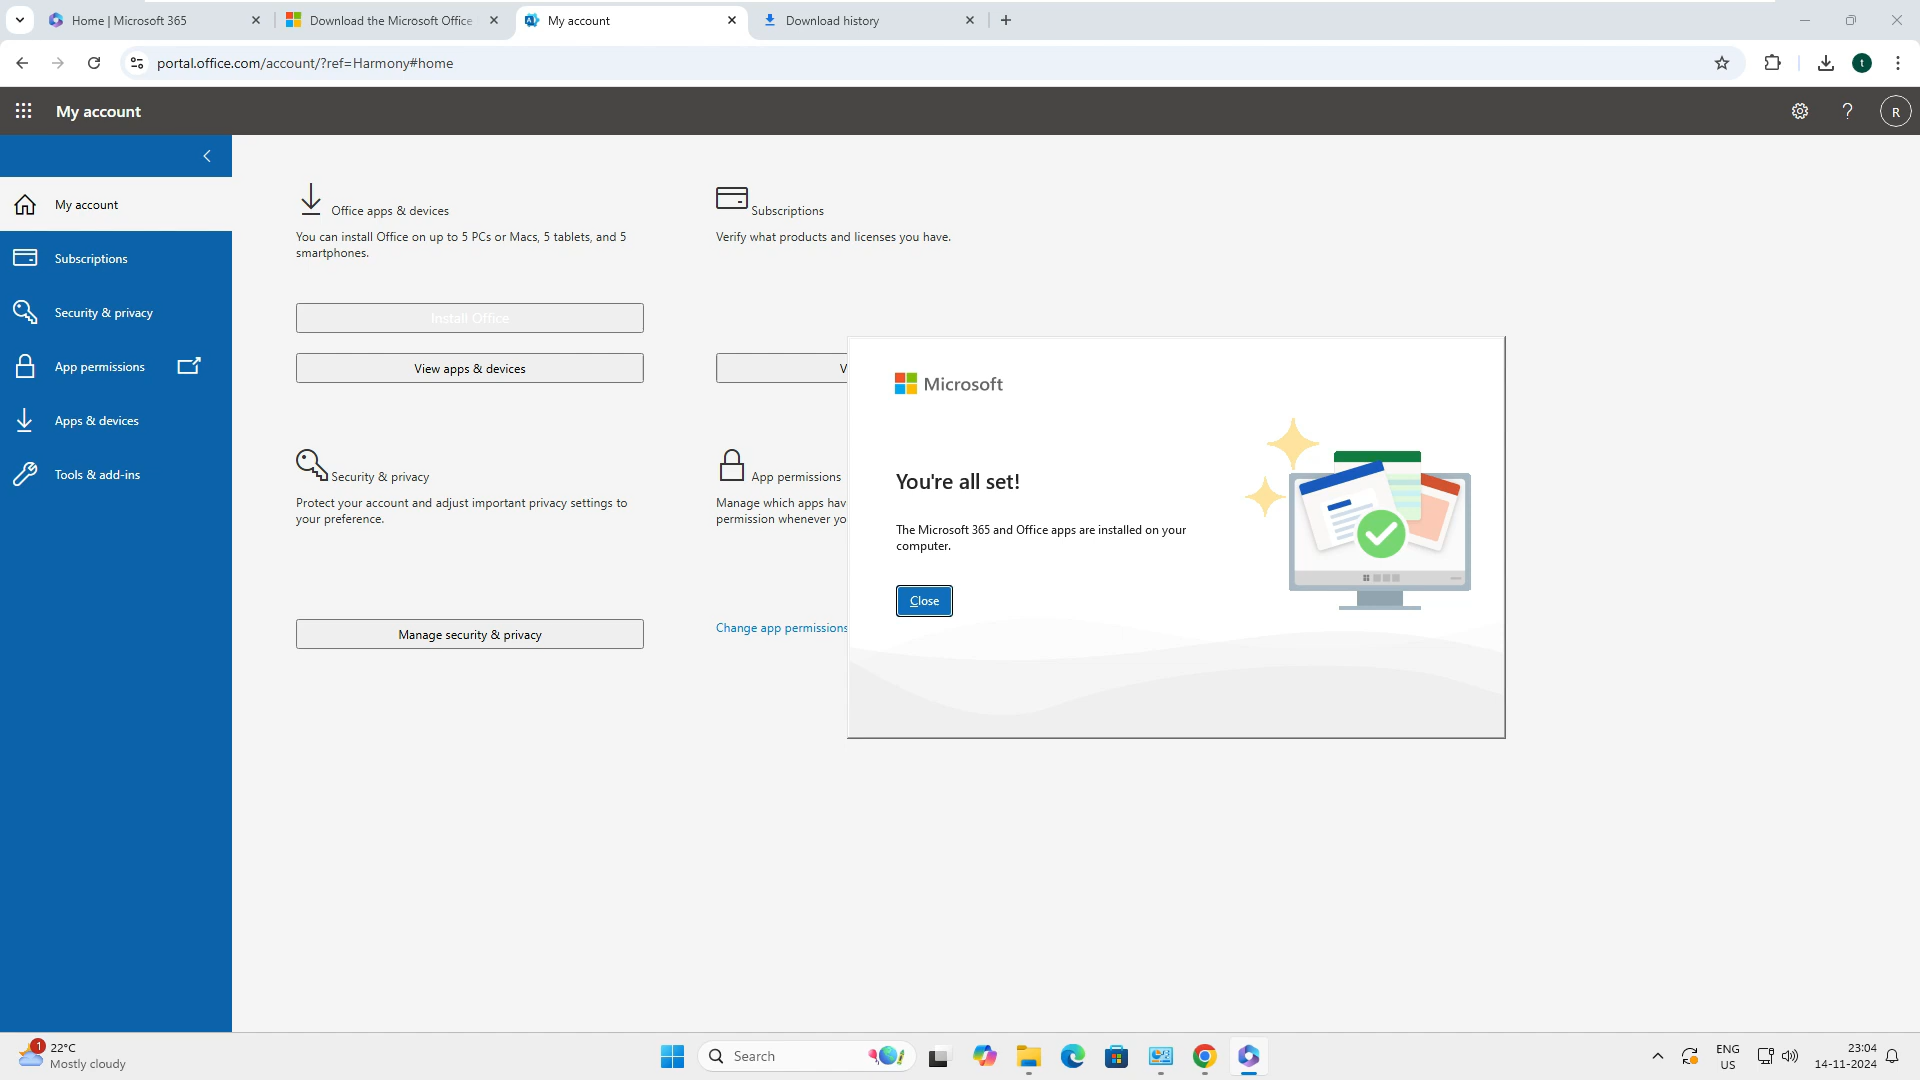 Home | Microsoft 365
Download the Microsoft Office
My account
Download history
portal.office.com/account/?ref=Harmony#home
t
My account
?
R
My account
Subscriptions
Security & privacy
App permissions
Apps & devices
Tools & add-ins
Office apps & devices
You can install Office on up to 5 PCs or Macs, 5 tablets, and 5
smartphones.
Install Office
View apps & devices
Subscriptions
Verify what products and licenses you have.
V
Security & privacy
Protect your account and adjust important privacy settings to
your preference.
Manage security & privacy
App permissions
Manage which apps hav
permission whenever yo
Change app permissions
Microsoft
You're all set!
The Microsoft 365 and Office apps are installed on your
computer.
Close
1
22°C
Mostly cloudy
Search
ENG
US
23:04
14-11-2024